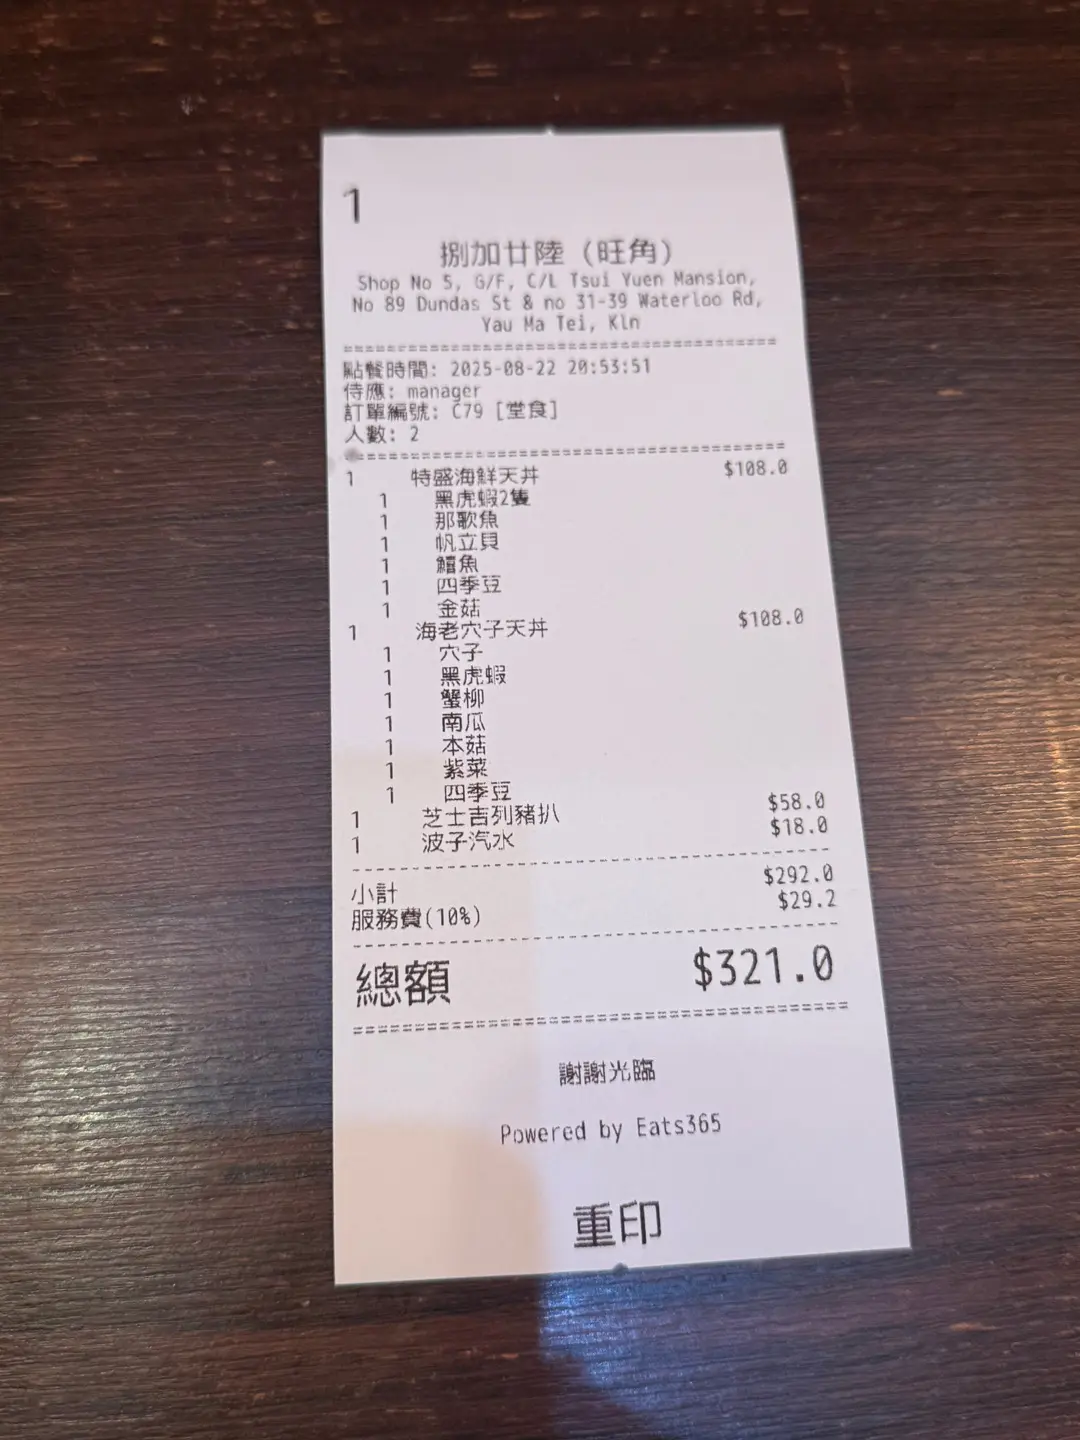 1
捌加廿陸 (旺角)
Shop No 5, G/F, C/L Tsui Yuen Mansion,
No 89 Dundas St & no 31-39 Waterloo Rd,
Yau Ma Tei, Kln
========================================
點餐時間: 2025-08-22 20:53:51
侍應: manager
訂單編號: C79 [堂食]
人數: 2
========================================
1 特盛海鮮天丼 $108.0
1 黑虎蝦2隻
1 那歌魚
1 帆立貝
1 鱚魚
1 四季豆
1 金菇
1 海老穴子天丼 $108.0
1 穴子
1 黑虎蝦
1 蟹柳
1 南瓜
1 本菇
1 紫菜
1 四季豆
1 芝士吉列豬扒 $58.0
1 波子汽水 $18.0
----------------------------------------
小計 $292.0
服務費(10%) $29.2
----------------------------------------
總額 $321.0
========================================
謝謝光臨
Powered by Eats365
重印